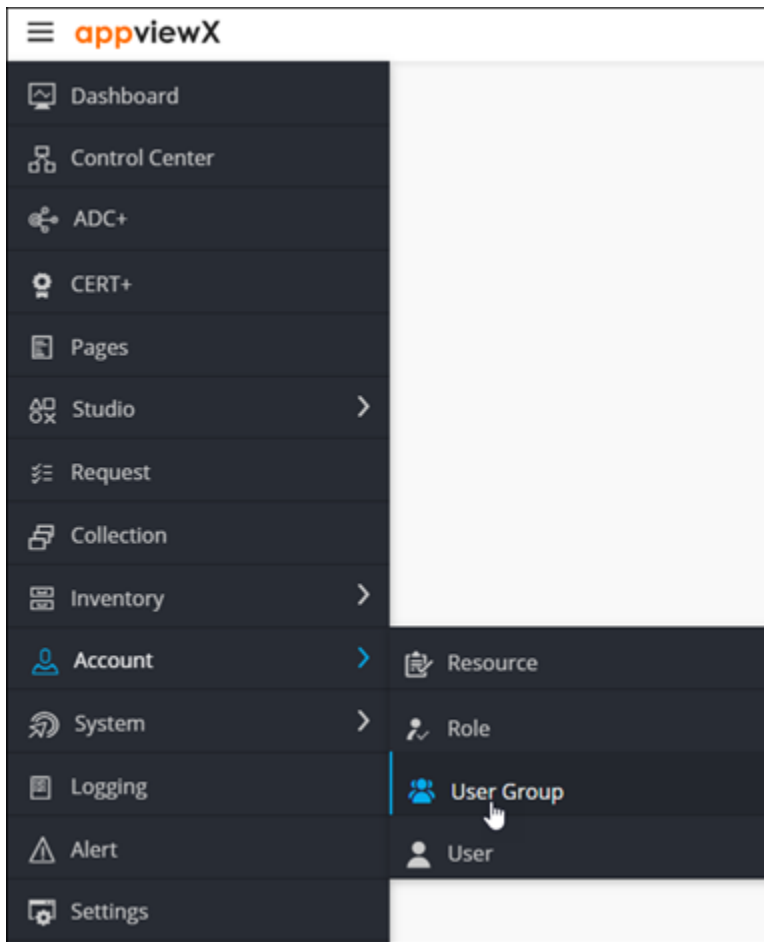 appviewX
Dashboard
Control Center
ADC+
CERT+
Pages
Studio
Request
Collection
Inventory
Account
System
Logging
Alert
Settings
Resource
Role
User Group
User